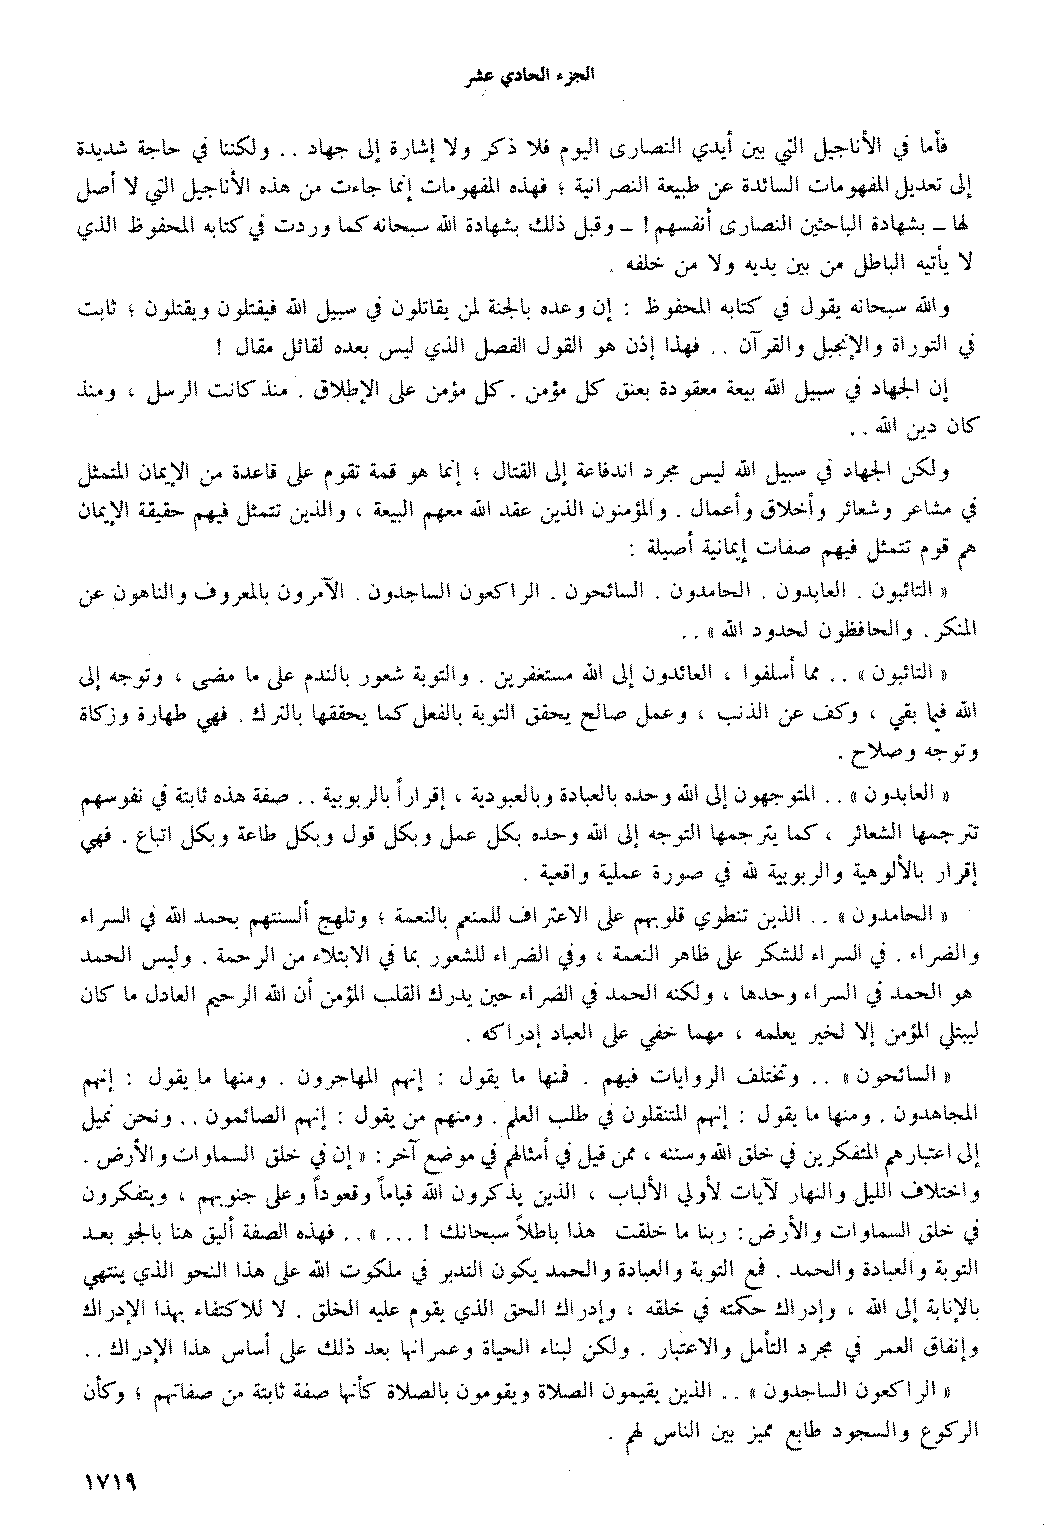 الجزء الحادي عشر
فأما في الأناجيل التي بين أيدي النصارى اليوم فلا ذكر ولا إشارة إلى جهاد .. ولكننا في حاجة شديدة
إلى تعديل المفهومات السائدة عن طبيعة النصرانية ؛ فهذه المفهومات إنما جاءت من هذه الأناجيل التي لا أصل
لها – بشهادة الباحثين النصارى أنفسهم ! – وقبل ذلك بشهادة الله سبحانه كما وردت في كتابه المحفوظ الذي
لا يأتيه الباطل من بين يديه ولا من خلفه .
والله سبحانه يقول في كتابه المحفوظ : إن وعده بالجنة لمن يقاتلون في سبيل الله فيقتلون ويقتلون ؛ ثابت
في التوراة والإنجيل والقرآن .. فهذا إذن هو القول الفصل الذي ليس بعده لقائل مقال !
إن الجهاد في سبيل الله بيعة معقودة بعنق كل مؤمن . كل مؤمن على الإطلاق . منذ كانت الرسل ، ومنذ
كان دين الله ..
ولكن الجهاد في سبيل الله ليس مجرد اندفاعة إلى القتال ؛ إنما هو قمة تقوم على قاعدة من الإيمان المتمثل
في مشاعر وشعائر وأخلاق وأعمال . والمؤمنون الذين عقد الله معهم البيعة ، والذين تتمثل فيهم حقيقة الإيمان
هم قوم تتمثل فيهم صفات إيمانية أصيلة :
« التائبون . العابدون . الحامدون . السائحون . الراكعون الساجدون . الآمرون بالمعروف والناهون عن
المنكر. والحافظون لحدود الله » ..
« التائبون » .. مما أسلفوا ، العائدون إلى الله مستغفرين . والتوبة شعور بالندم على ما مضى ، وتوجه إلى
الله فيما بقي ، وكف عن الذنب ، وعمل صالح يحقق التوبة بالفعل كما يحققها بالترك . فهي طهارة وزكاة
وتوجه وصلاح .
« العابدون » .. المتوجهون إلى الله وحده بالعبادة وبالعبودية ، إقراراً بالربوبية .. صفة هذه ثابتة في نفوسهم
تترجمها الشعائر ، كما يترجمها التوجه إلى الله وحده بكل عمل وبكل قول وبكل طاعة وبكل اتباع . فهي
إقرار بالألوهية والربوبية لله في صورة عملية واقعية .
« الحامدون » .. الذين تنطوي قلوبهم على الاعتراف للمنعم بالنعمة ؛ وتلهج ألسنتهم بحمد الله في السراء
والضراء . في السراء للشكر على ظاهر النعمة ، وفي الضراء للشعور بما في الابتلاء من الرحمة . وليس الحمد
هو الحمد في السراء وحدها ، ولكنه الحمد في الضراء حين يدرك القلب المؤمن أن الله الرحيم العادل ما كان
ليبتلي المؤمن إلا لخير يعلمه ، مهما خفي على العباد إدراكه .
« السائحون » .. وتختلف الروايات فيهم . فمنها ما يقول : إنهم المهاجرون . ومنها ما يقول : إنهم
المجاهدون . ومنها ما يقول : إنهم المتنقلون في طلب العلم . ومنهم من يقول : إنهم الصائمون .. ونحن نميل
إلى اعتبارهم المتفكرين في خلق الله وسننه ، ممن قيل في أمثالهم في موضع آخر: « إن في خلق السماوات والأرض .
واختلاف الليل والنهار لآيات لأولي الألباب ، الذين يذكرون الله قياماً وقعوداً وعلى جنوبهم ، ويتفكرون
في خلق السماوات والأرض: ربنا ما خلقت هذا باطلاً سبحانك ! ... » .. فهذه الصفة أليق هنا بالجو بعد
التوبة والعبادة والحمد . فمع التوبة والعبادة والحمد يكون التدبر في ملكوت الله على هذا النحو الذي ينتهي
بالإنابة إلى الله ، وإدراك حكمته في خلقه ، وإدراك الحق الذي يقوم عليه الخلق . لا للاكتفاء بهذا الإدراك
وإنفاق العمر في مجرد التأمل والاعتبار . ولكن لبناء الحياة وعمرانها بعد ذلك على أساس هذا الإدراك ..
« الراكعون الساجدون » .. الذين يقيمون الصلاة ويقومون بالصلاة كأنها صفة ثابتة من صفاتهم ؛ وكأن
الركوع والسجود طابع مميز بين الناس لهم .
١٧١٩